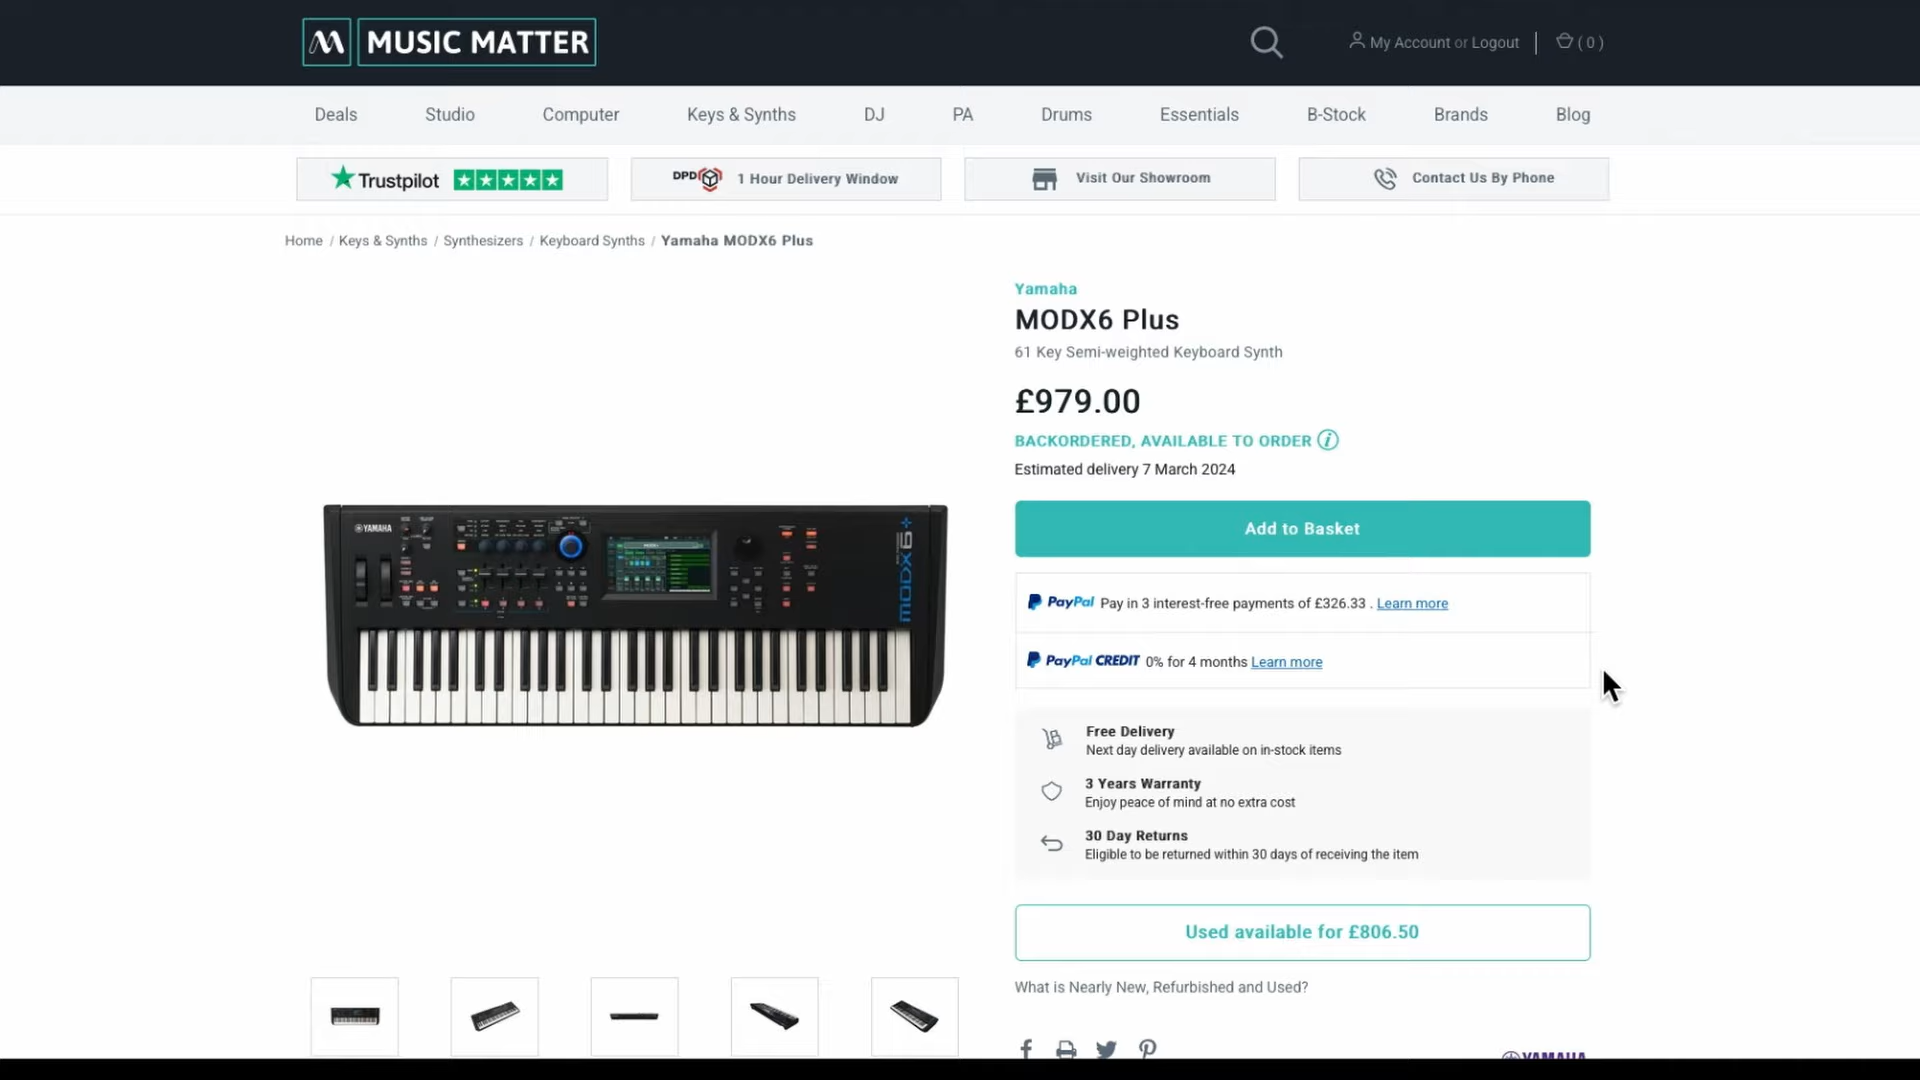 MUSIC MATTER
My Account or Logout
( 0 )
Deals
Studio
Computer
Keys & Synths
DJ
PA
Drums
Essentials
B-Stock
Brands
Blog
Trustpilot
DPD 1 Hour Delivery Window
Visit Our Showroom
Contact Us By Phone
Home / Keys & Synths / Synthesizers / Keyboard Synths / Yamaha MODX6 Plus
Yamaha
MODX6 Plus
61 Key Semi-weighted Keyboard Synth
£979.00
BACKORDERED, AVAILABLE TO ORDER i
Estimated delivery 7 March 2024
YAMAHA
MODX6+
Add to Basket
PayPal Pay in 3 interest-free payments of £326.33 . Learn more
PayPal CREDIT 0% for 4 months Learn more
Free Delivery
Next day delivery available on in-stock items
3 Years Warranty
Enjoy peace of mind at no extra cost
30 Day Returns
Eligible to be returned within 30 days of receiving the item
Used available for £806.50
What is Nearly New, Refurbished and Used?
YAMAHA